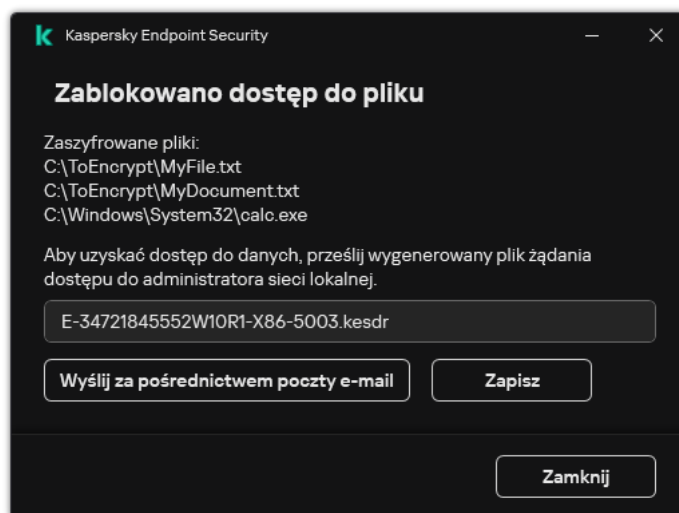 Kaspersky Endpoint Security
Zablokowano dostęp do pliku
Zaszyfrowane pliki:
C:\ToEncrypt\MyFile.txt
C:\ToEncrypt\MyDocument.txt
C:\Windows\System32\calc.exe
Aby uzyskać dostęp do danych, prześlij wygenerowany plik żądania
dostępu do administratora sieci lokalnej.
E-34721845552W10R1-X86-5003.kesdr
Wyślij za pośrednictwem poczty e-mail
Zapisz
Zamknij